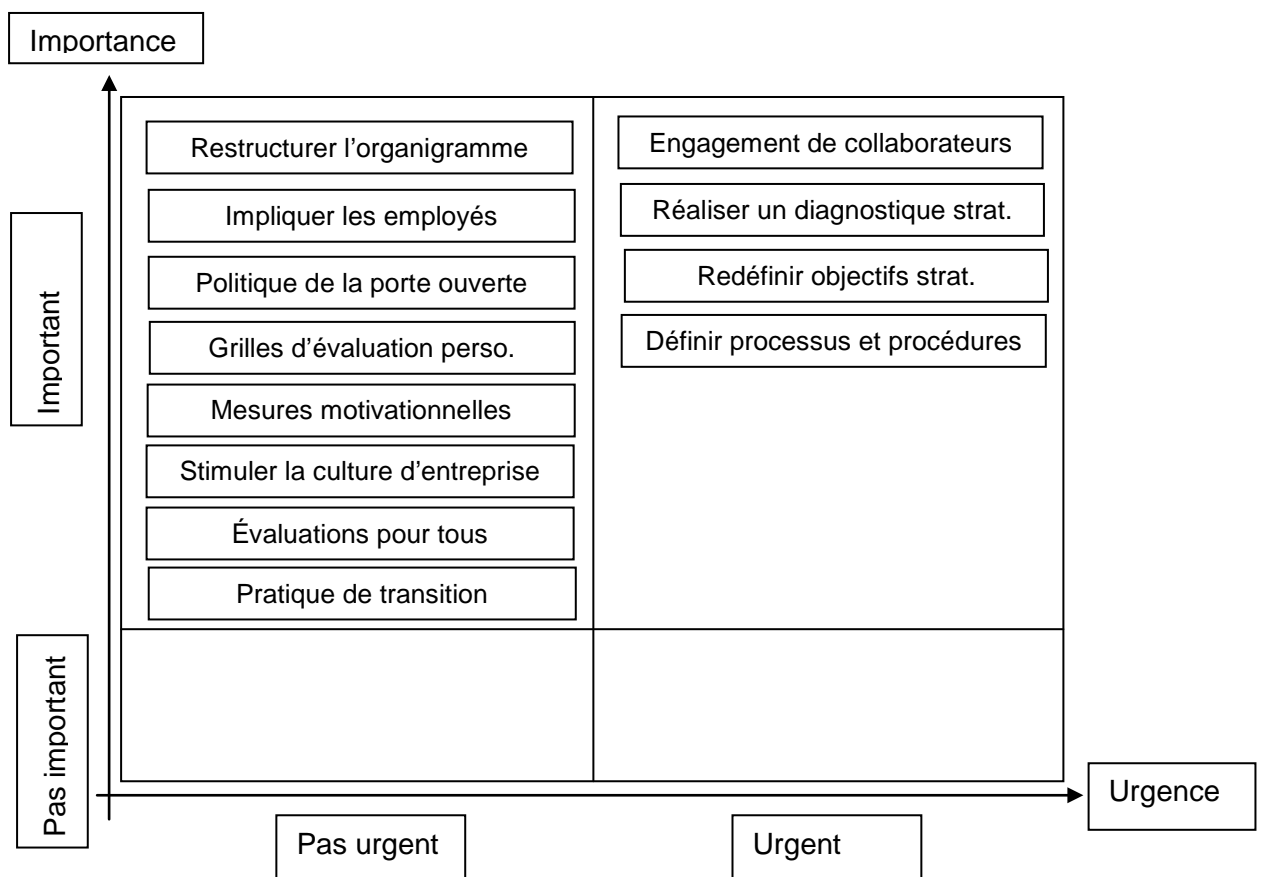 Importance
Restructurer l’organigramme
Impliquer les employés
Politique de la porte ouverte
Grilles d’évaluation perso.
Mesures motivationnelles
Stimuler la culture d’entreprise
Évaluations pour tous
Pratique de transition
Engagement de collaborateurs
Réaliser un diagnostique strat.
Redéfinir objectifs strat.
Définir processus et procédures
Important
Pas important
Pas urgent
Urgent
Urgence